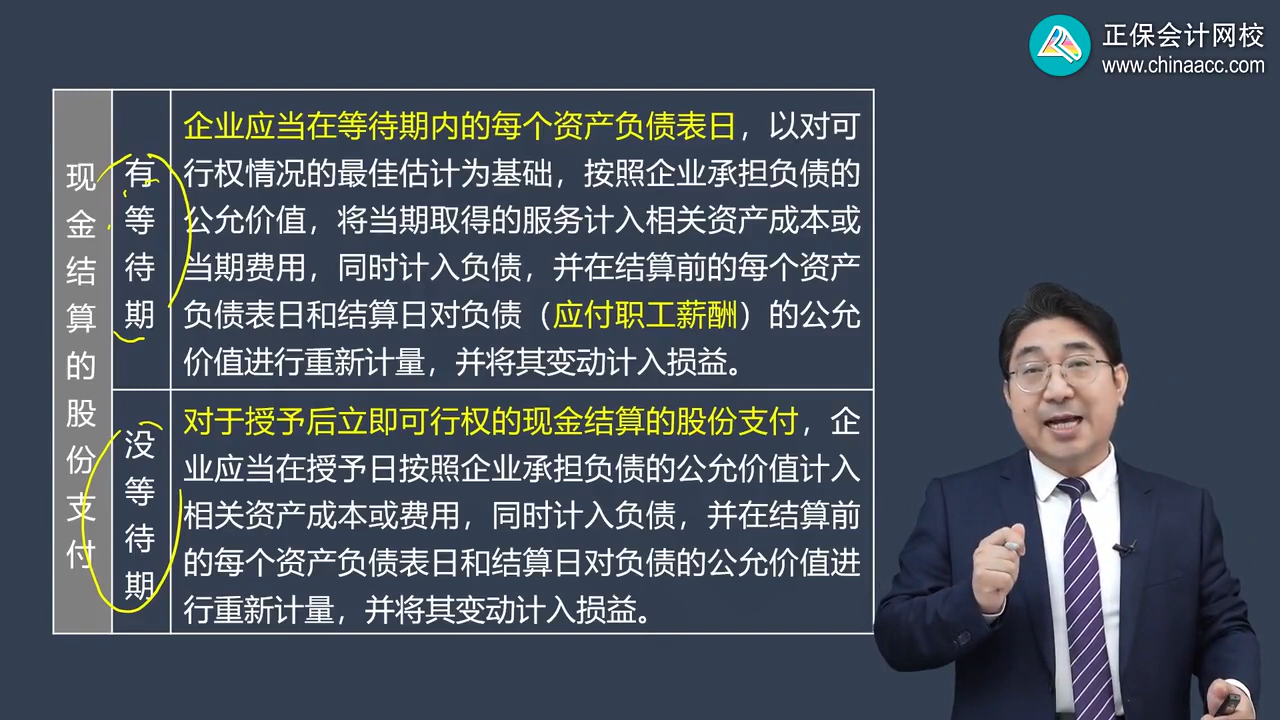 正保会计网校
www.chinaacc.com
现金结算的股份支付
有等待期
企业应当在等待期内的每个资产负债表日，以对可
行权情况的最佳估计为基础，按照企业承担负债的
公允价值，将当期取得的服务计入相关资产成本或
当期费用，同时计入负债，并在结算前的每个资产
负债表日和结算日对负债（应付职工薪酬）的公允
价值进行重新计量，并将其变动计入损益。
没等待期
对于授予后立即可行权的现金结算的股份支付，企
业应当在授予日按照企业承担负债的公允价值计入
相关资产成本或费用，同时计入负债，并在结算前
的每个资产负债表日和结算日对负债的公允价值进
行重新计量，并将其变动计入损益。